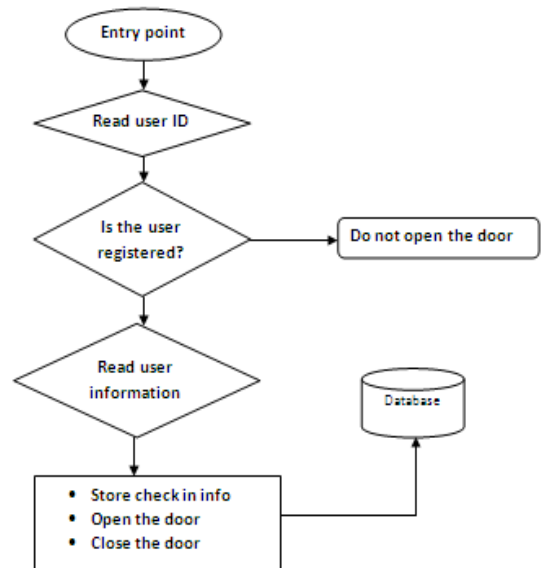 Entry point
Read user ID
Is the user
registered?
Do not open the door
Read user
information
Database
• Store check in info
• Open the door
• Close the door